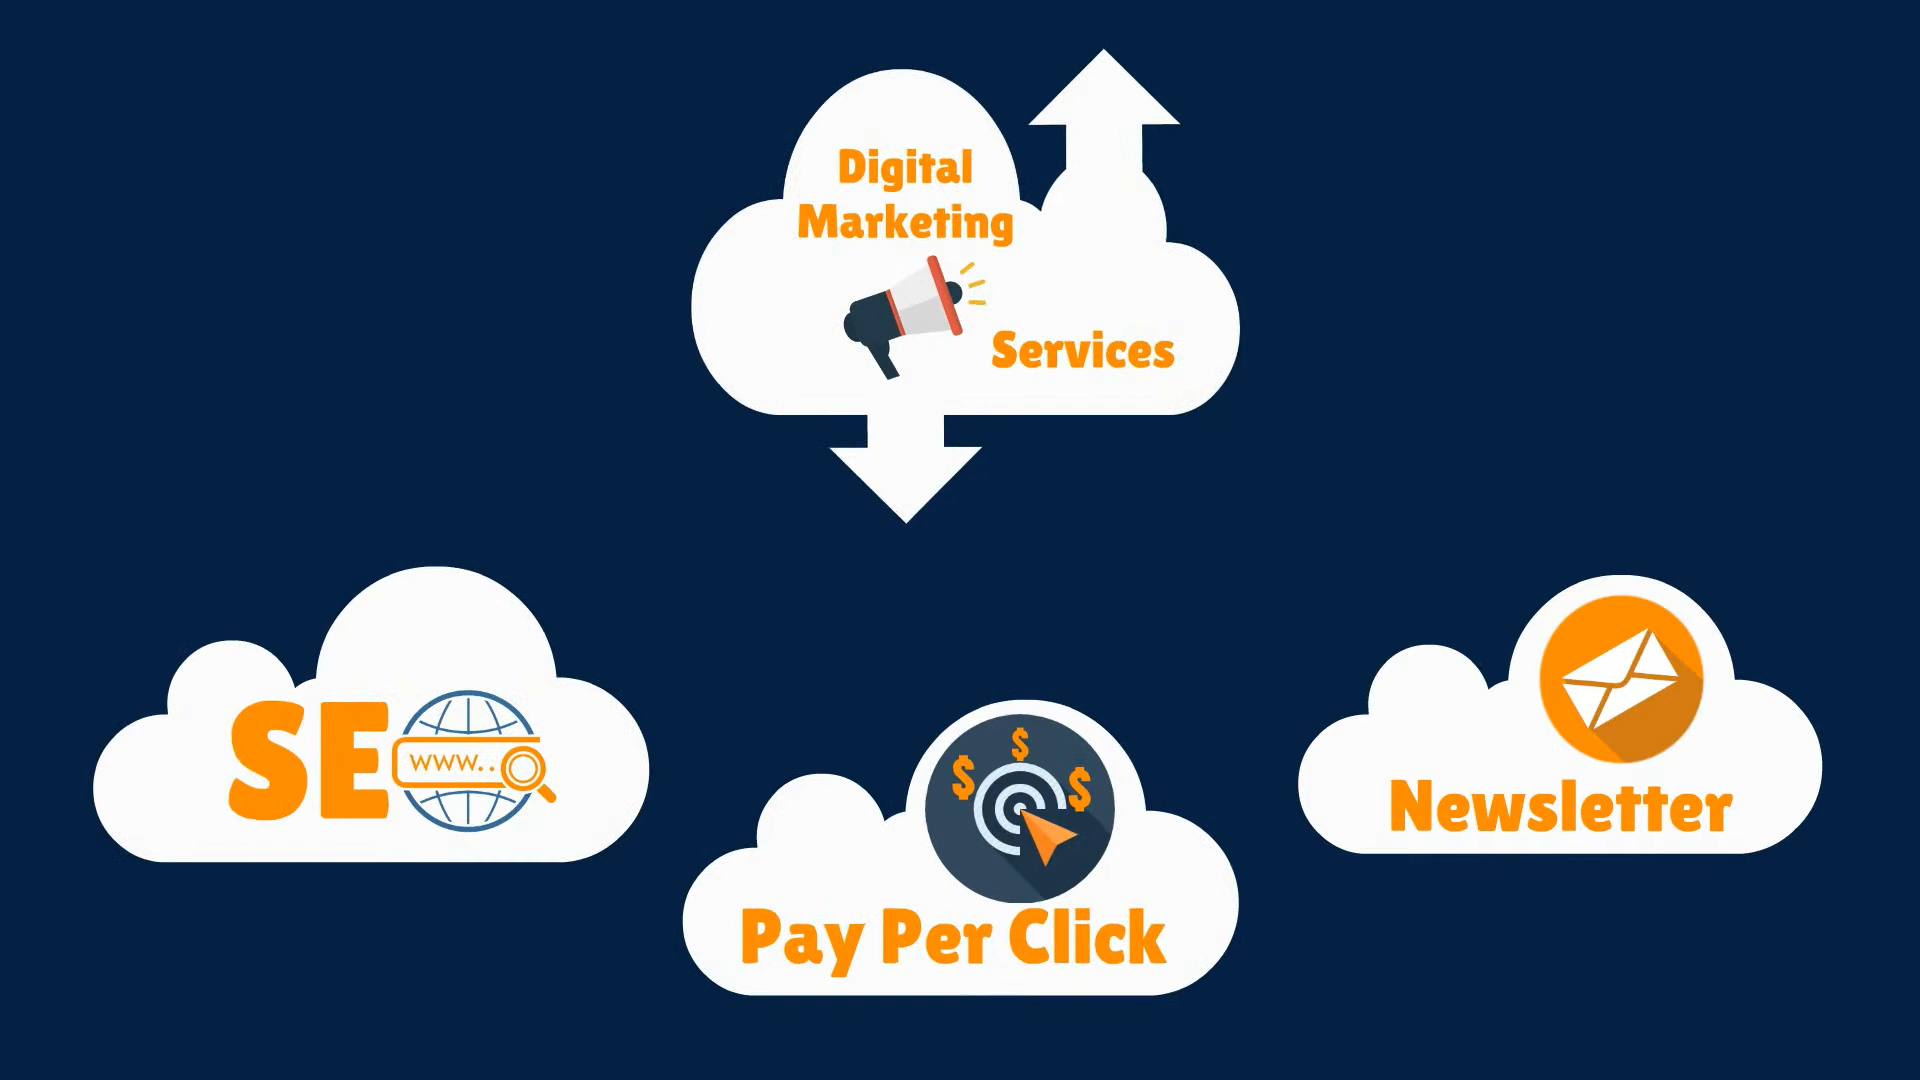 Digital
Marketing
Services
SE
www..
$ $ $
Pay Per Click
Newsletter